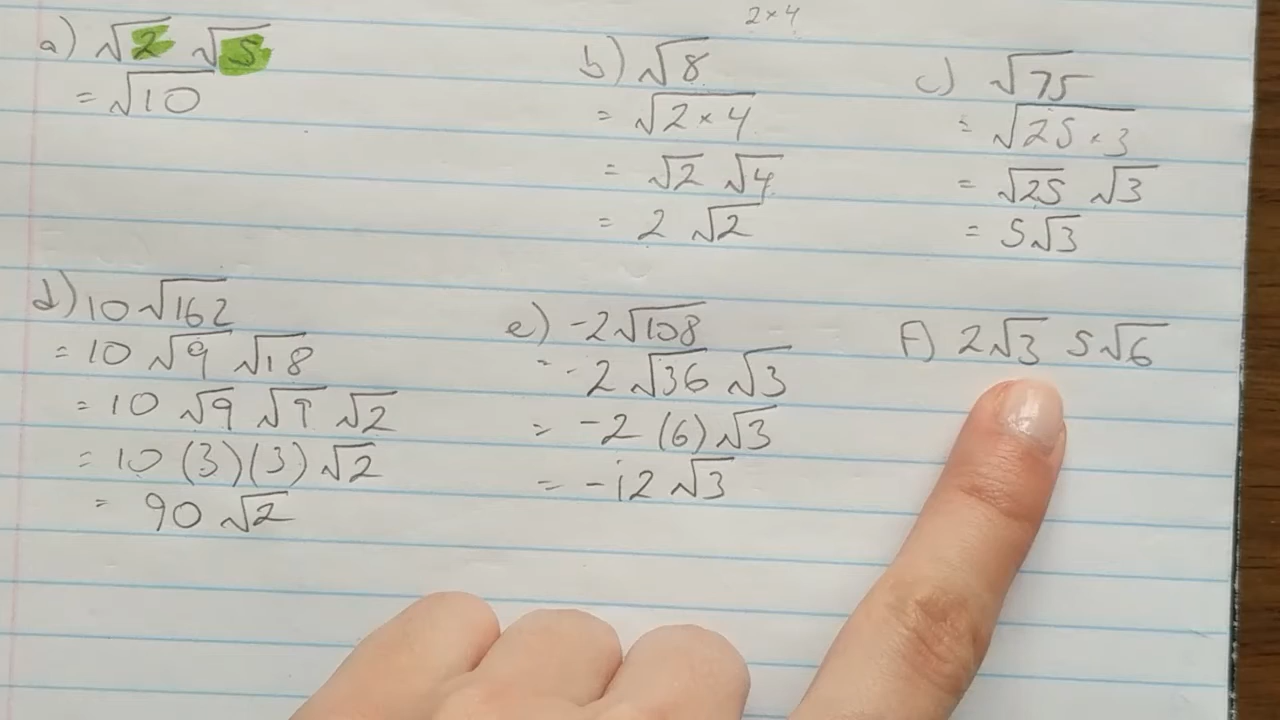 2×4
a) √2 √5
= √10
b) √8
= √2×4
= √2 √4
= 2 √2
c) √75
= √25×3
= √25 √3
= 5√3
d) 10√162
= 10 √9 √18
= 10 √9 √9 √2
= 10 (3)(3) √2
= 90 √2
e) -2√108
= -2 √36 √3
= -2 (6) √3
= -12 √3
F) 2√3 5√6